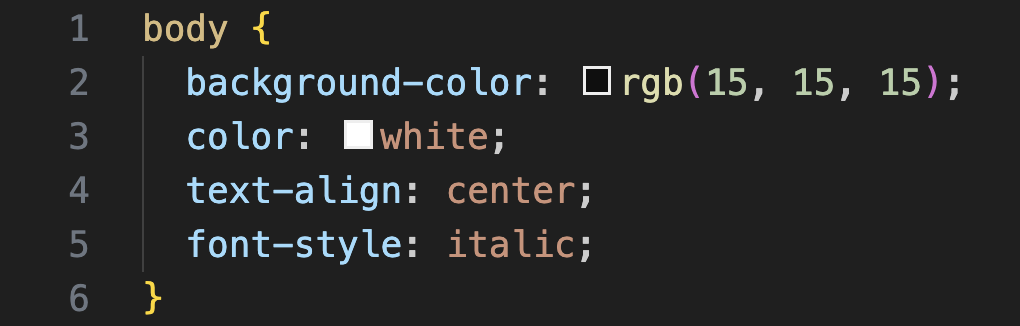 1 body {
2 background-color: rgb(15, 15, 15);
3 color: white;
4 text-align: center;
5 font-style: italic;
6 }